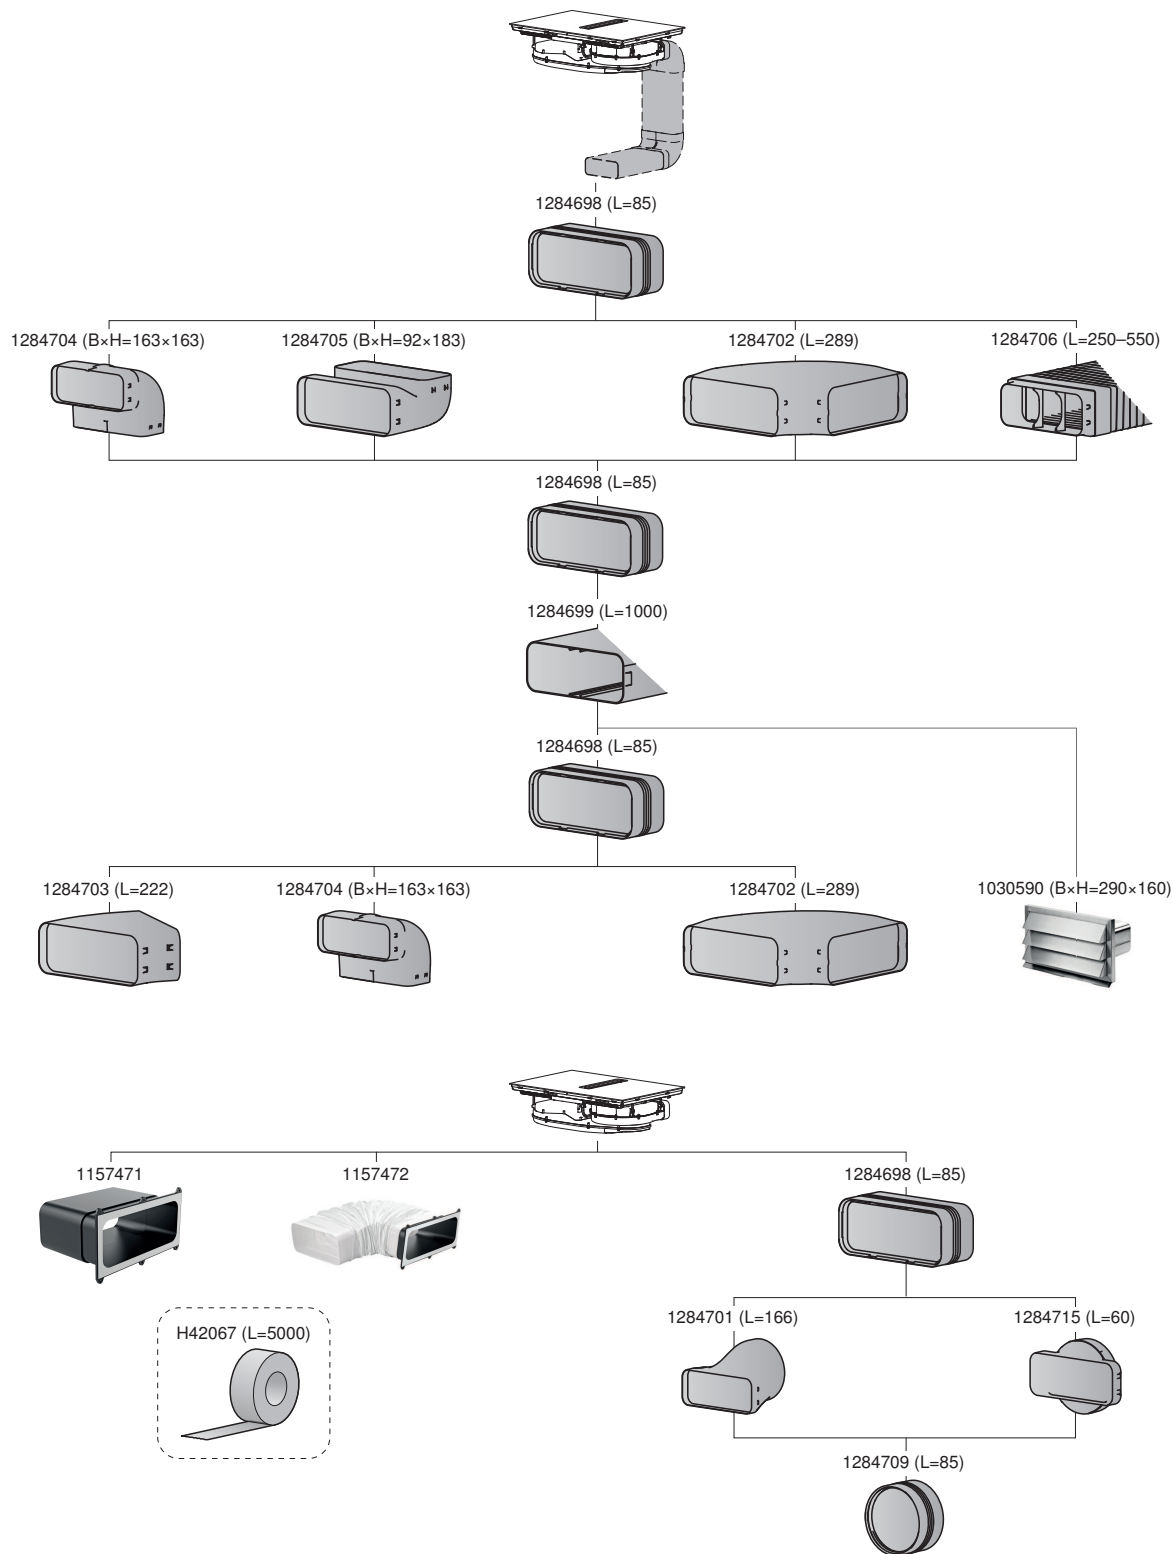 1284698 (L=85)
1284704 (B×H=163×163)
1284705 (B×H=92×183)
1284702 (L=289)
1284706 (L=250–550)
1284698 (L=85)
1284699 (L=1000)
1284698 (L=85)
1284703 (L=222)
1284704 (B×H=163×163)
1284702 (L=289)
1030590 (B×H=290×160)
1157471
1157472
1284698 (L=85)
H42067 (L=5000)
1284701 (L=166)
1284715 (L=60)
1284709 (L=85)